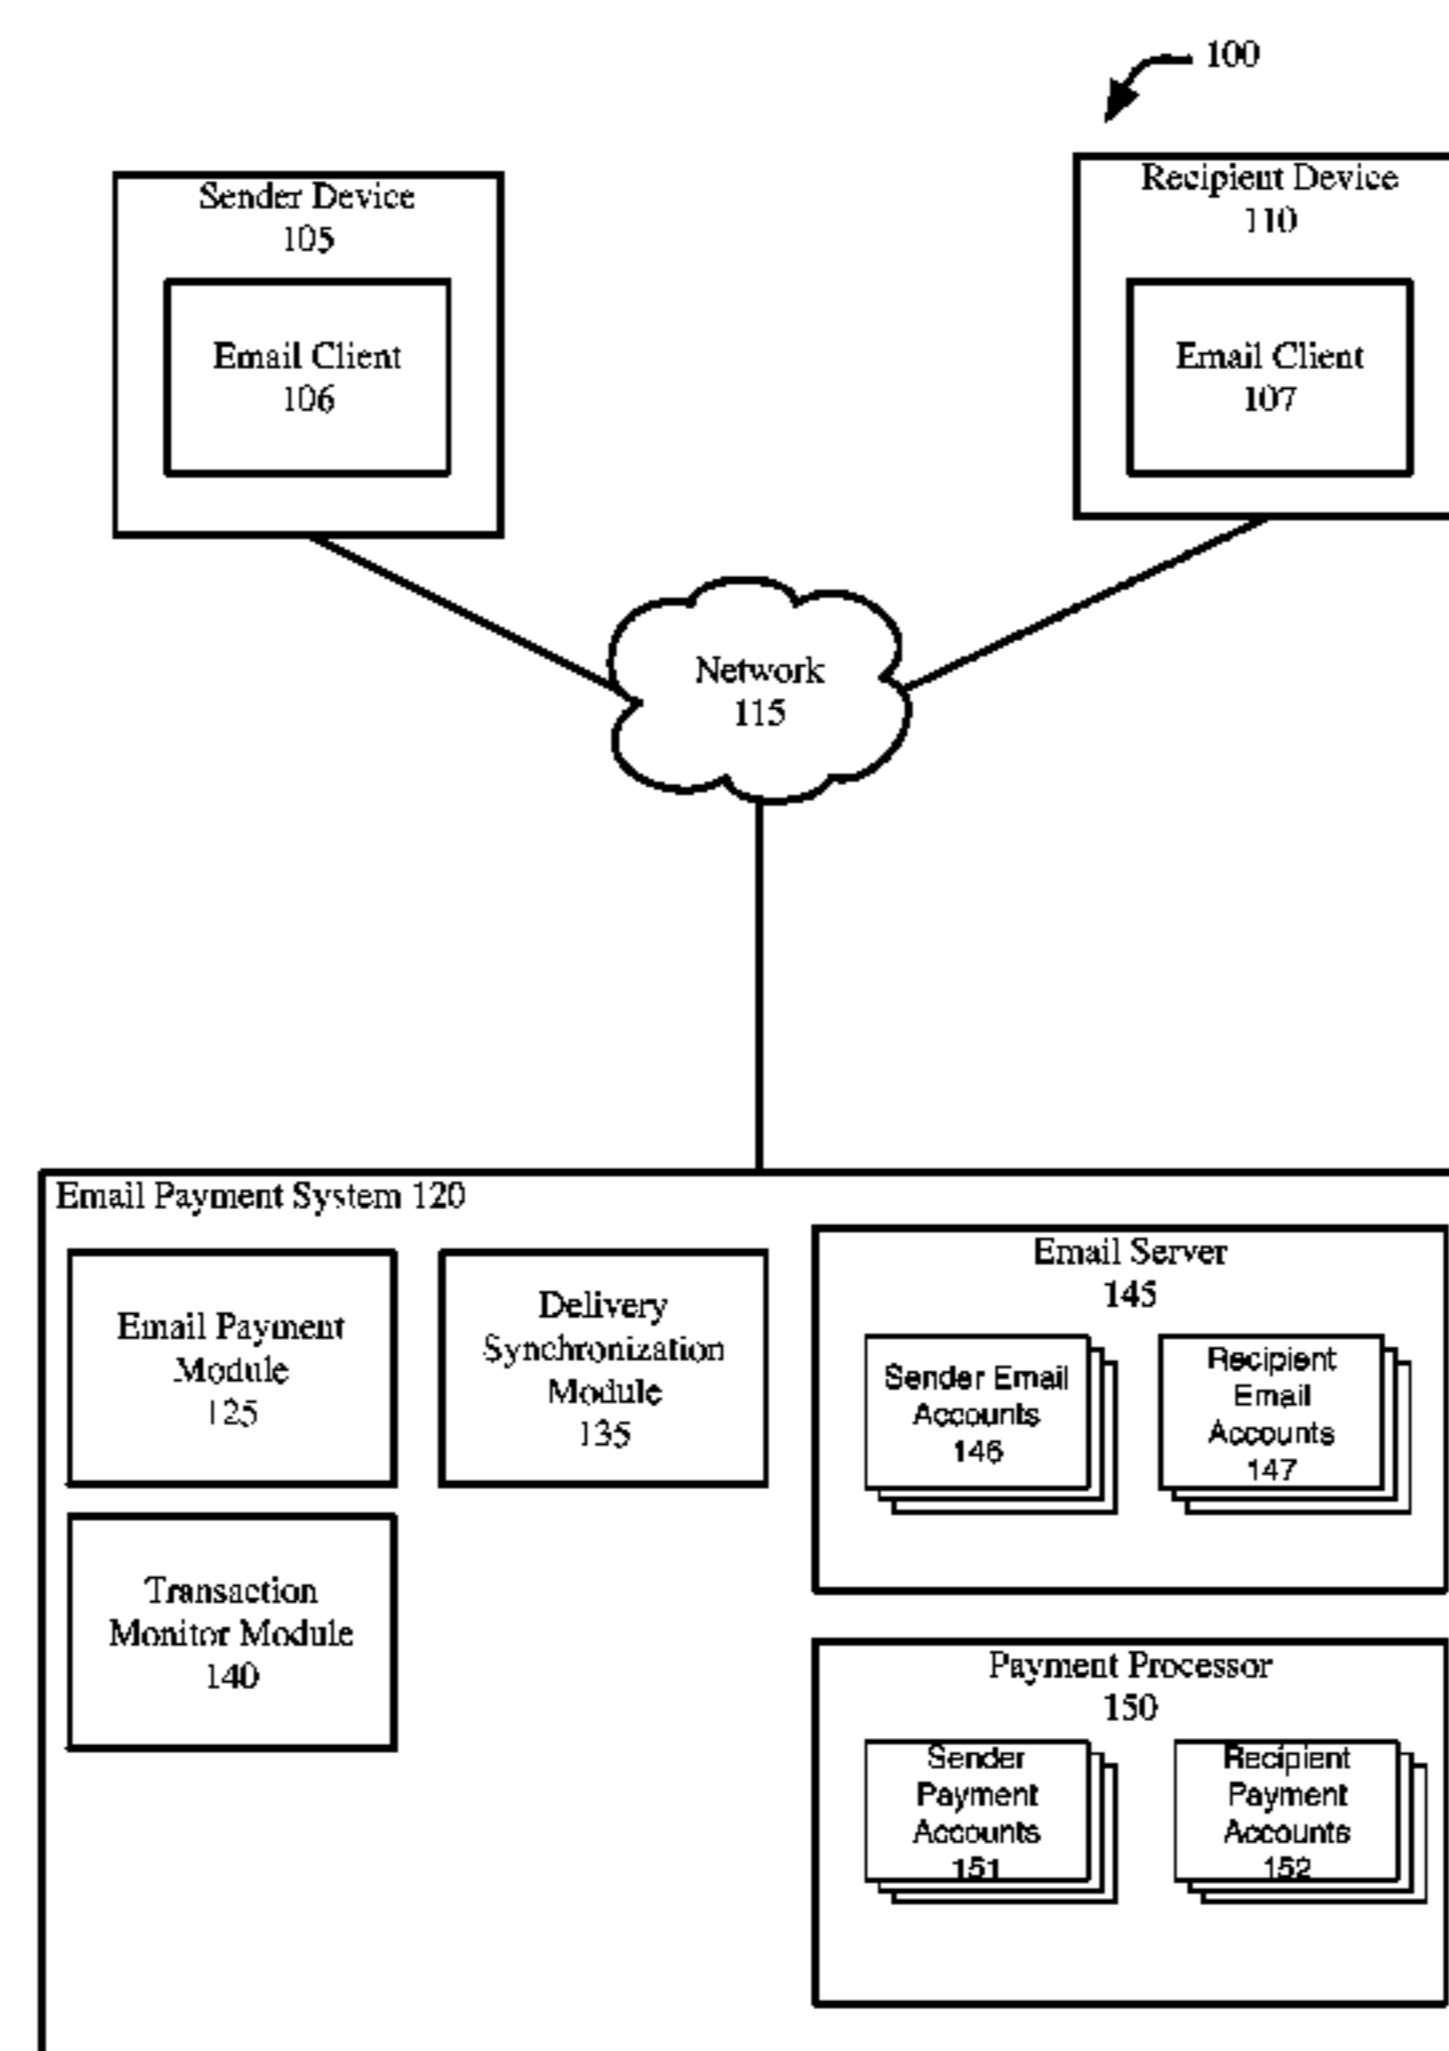 100
Sender Device
105
Email Client
106
Recipient Device
110
Email Client
107
Network
115
Email Payment System 120
Email Payment
Module
125
Delivery
Synchronization
Module
135
Transaction
Monitor Module
140
Email Server
145
Sender Email
Accounts
146
Recipient
Email
Accounts
147
Payment Processor
150
Sender
Payment
Accounts
151
Recipient
Payment
Accounts
152